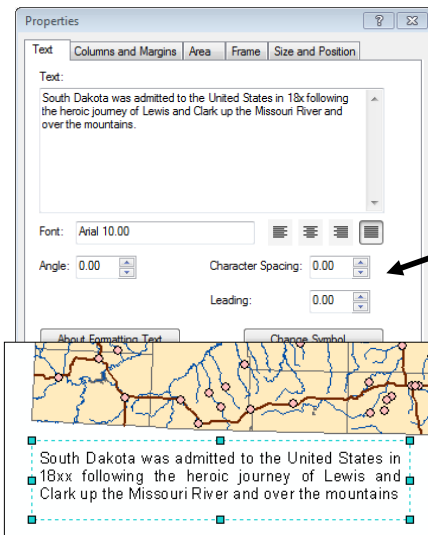 Properties
Text Columns and Margins Area Frame Size and Position
Text:
South Dakota was admitted to the United States in 18x following
the heroic journey of Lewis and Clark up the Missouri River and
over the mountains.
Font: Arial 10.00
Angle: 0.00 Character Spacing: 0.00
Leading: 0.00
About Formatting Text Change Symbol
South Dakota was admitted to the United States in
18xx following the heroic journey of Lewis and
Clark up the Missouri River and over the mountains